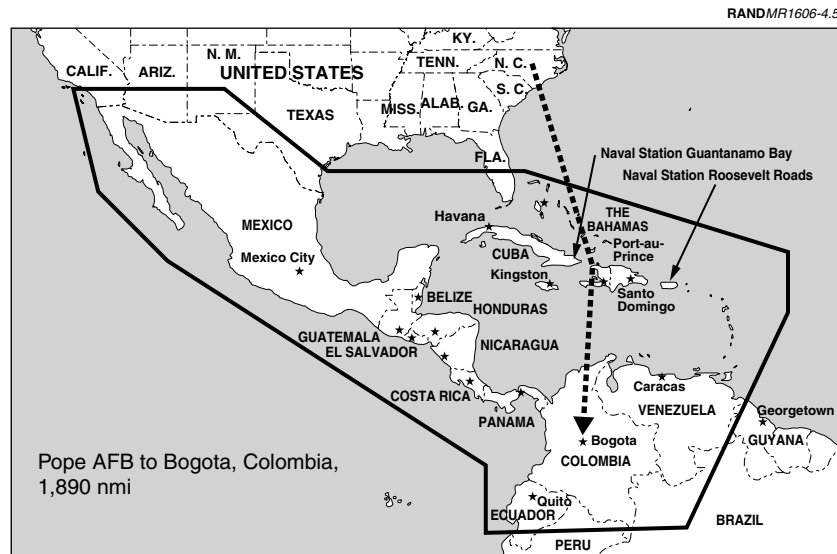 RANDMR1606-4.5
KY.
N. M.
CALIF.
ARIZ.
UNITED STATES
TENN.
N. C.
S. C.
TEXAS
MISS.
ALAB.
GA.
FLA.
Naval Station Guantanamo Bay
Naval Station Roosevelt Roads
MEXICO
Mexico City
Havana
THE
BAHAMAS
CUBA
Port-au-
Prince
Kingston
Santo
Domingo
BELIZE
HONDURAS
GUATEMALA
EL SALVADOR
NICARAGUA
COSTA RICA
PANAMA
Caracas
VENEZUELA
Georgetown
GUYANA
Bogota
COLOMBIA
Pope AFB to Bogota, Colombia,
1,890 nmi
Quito
ECUADOR
BRAZIL
PERU